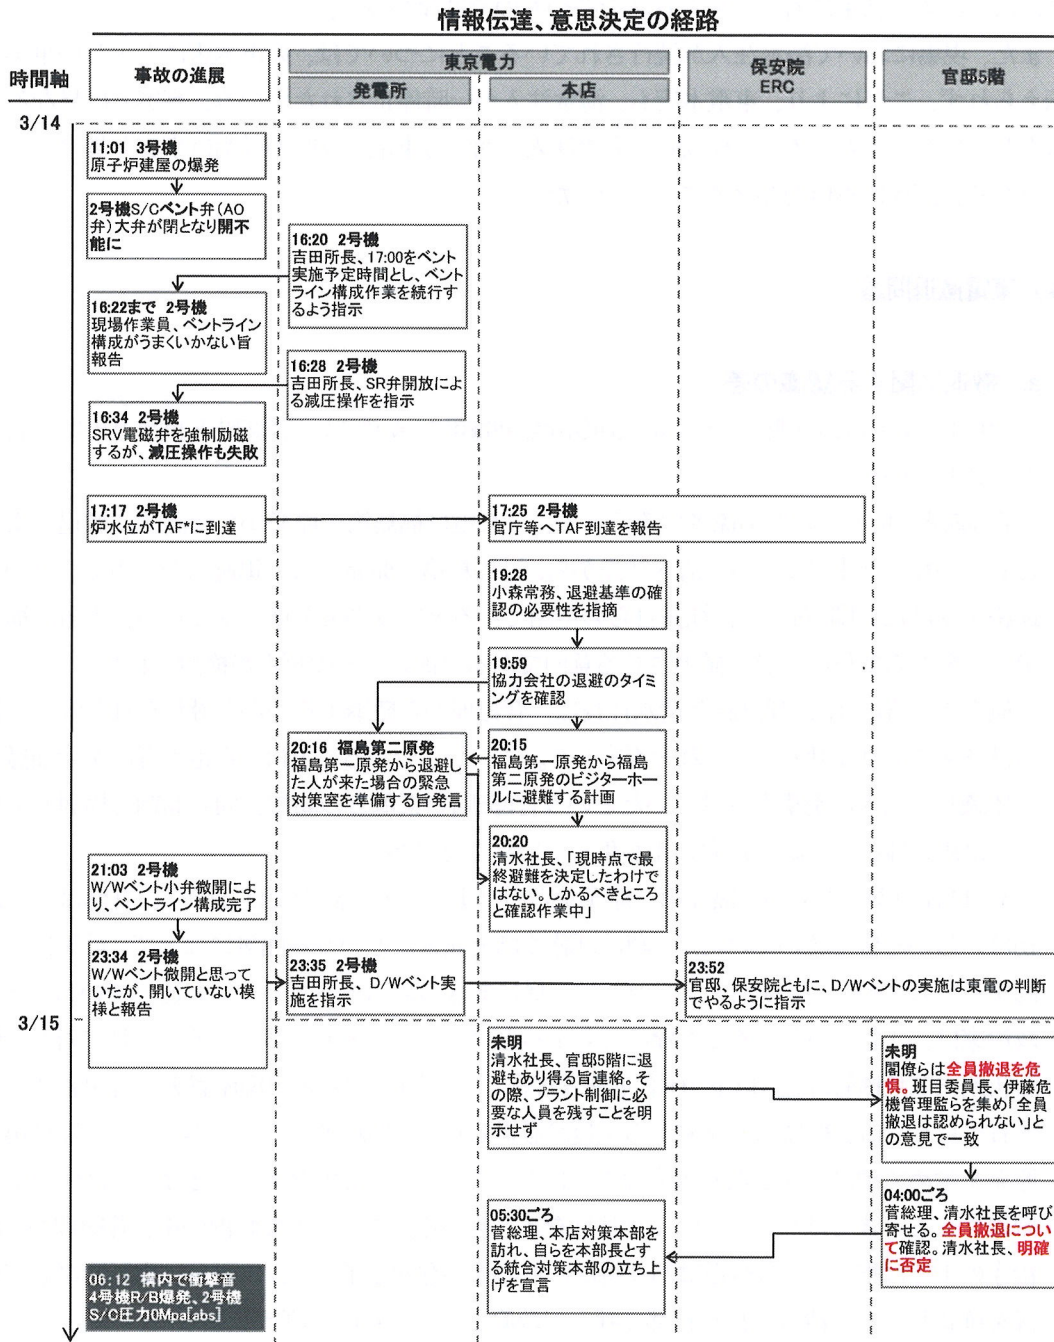 情報伝達、意思決定の経路
時間軸
事故の進展
東京電力
発電所
本店
保安院
ERC
官邸5階
3/14
11:01 3号機
原子炉建屋の爆発
2号機S/Cベント弁(AO
弁)大弁が閉となり開不
能に
16:20 2号機
吉田所長、17:00をベント
実施予定時間とし、ベント
ライン構成作業を続行す
るよう指示
16:22まで 2号機
現場作業員、ベントライン
構成がうまくいかない旨
報告
16:28 2号機
吉田所長、SR弁開放によ
る減圧操作を指示
16:34 2号機
SRV電磁弁を強制励磁
するが、減圧操作も失敗
17:17 2号機
炉水位がTAF*に到達
17:25 2号機
官庁等へTAF到達を報告
19:28
小森常務、退避基準の確
認の必要性を指摘
19:59
協力会社の退避のタイミ
ングを確認
20:16 福島第二原発
福島第一原発から退避し
た人が来た場合の緊急
対策室を準備する旨発言
20:15
福島第一原発から福島
第二原発のビジターホー
ルに避難する計画
20:20
清水社長、「現時点で最
終避難を決定したわけ
ではない。しかるべきところ
と確認作業中」
21:03 2号機
W/Wベント小弁微開によ
り、ベントライン構成完了
23:34 2号機
W/Wベント微開と思って
いたが、開いていない模
様と報告
23:35 2号機
吉田所長、D/Wベント実
施を指示
23:52
官邸、保安院ともに、D/Wベントの実施は東電の判断
でやるように指示
3/15
未明
清水社長、官邸5階に退
避もあり得る旨連絡。そ
の際、プラント制御に必
要な人員を残すことを明
示せず
未明
閣僚らは全員撤退を危
惧。班目委員長、伊藤危
機管理監らを集め「全員
撤退は認められない」と
の意見で一致
04:00ごろ
菅総理、清水社長を呼び
寄せる。全員撤退につい
て確認。清水社長、明確
に否定
05:30ごろ
菅総理、本店対策本部を
訪れ、自らを本部長とす
る統合対策本部の立ち上
げを宣言
06:12 構内で衝撃音
4号機R/B爆発、2号機
S/C圧力0Mpa[abs]